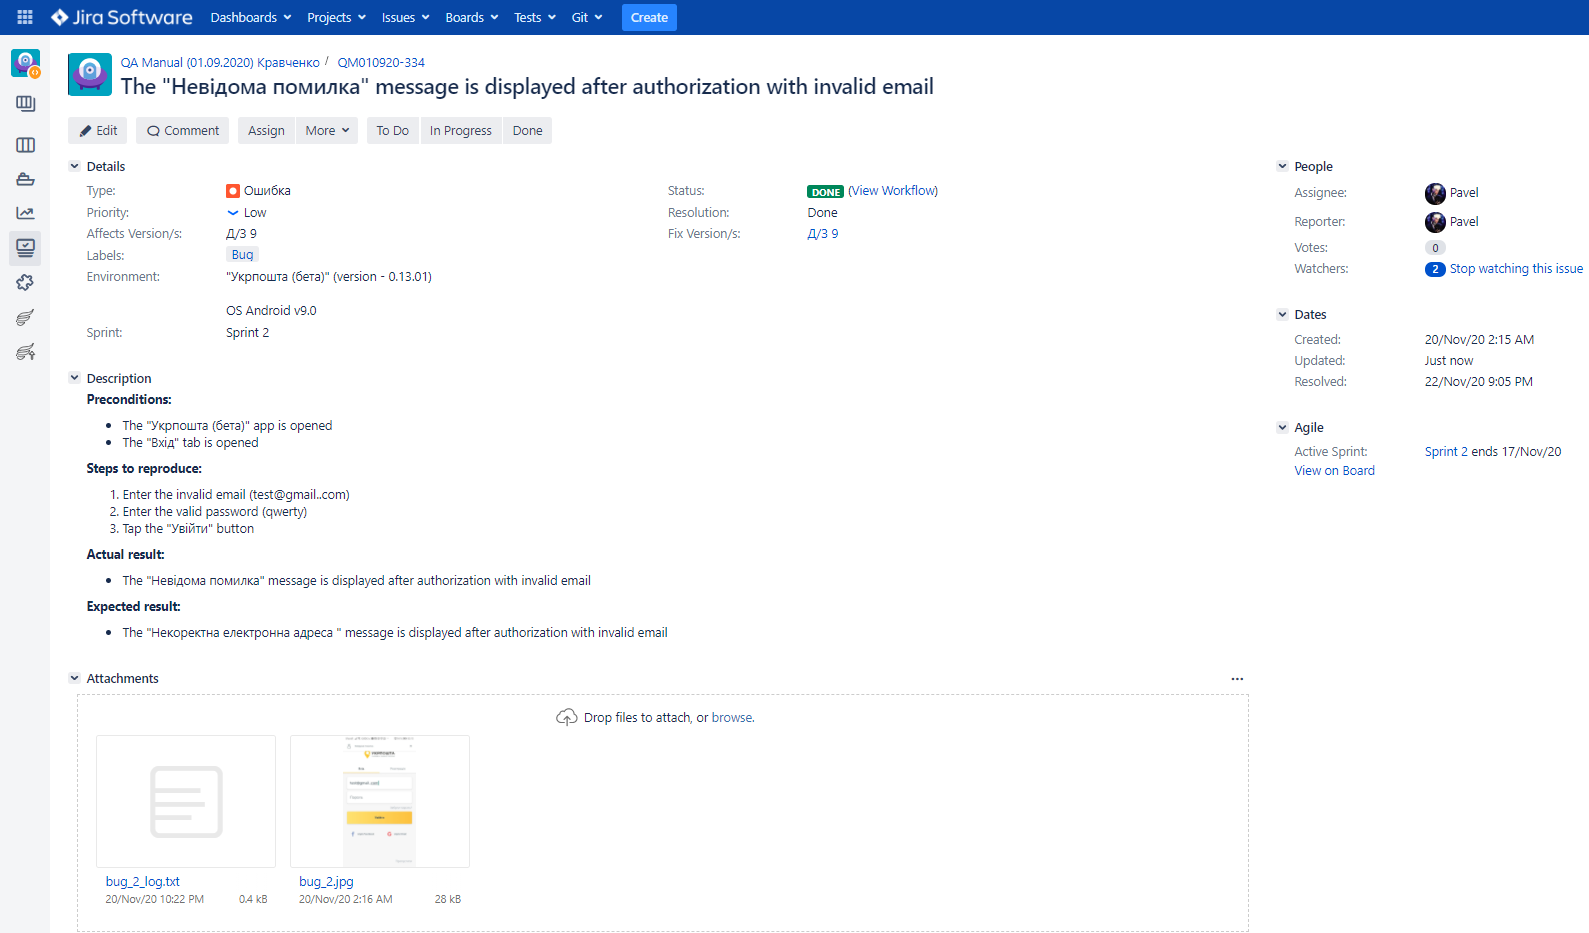 Jira Software Dashboards Projects Issues Boards Tests Git Create
QA Manual (01.09.2020) Кравченко / QM010920-334
The "Невідома помилка" message is displayed after authorization with invalid email
Edit Comment Assign More To Do In Progress Done
Details
Type: Ошибка
Priority: Low
Affects Version/s: Д/З 9
Labels: Bug
Environment: "Укрпошта (бета)" (version - 0.13.01)
OS Android v9.0
Sprint: Sprint 2
Status: DONE (View Workflow)
Resolution: Done
Fix Version/s: Д/З 9
Description
Preconditions:
• The "Укрпошта (бета)" app is opened
• The "Вхід" tab is opened
Steps to reproduce:
1. Enter the invalid email (test@gmail..com)
2. Enter the valid password (qwerty)
3. Tap the "Увійти" button
Actual result:
• The "Невідома помилка" message is displayed after authorization with invalid email
Expected result:
• The "Некоректна електронна адреса " message is displayed after authorization with invalid email
Attachments
Drop files to attach, or browse.
bug_2_log.txt
20/Nov/20 10:22 PM 0.4 kB
bug_2.jpg
20/Nov/20 2:16 AM 28 kB
People
Assignee: Pavel
Reporter: Pavel
Votes: 0
Watchers: 2 Stop watching this issue
Dates
Created: 20/Nov/20 2:15 AM
Updated: Just now
Resolved: 22/Nov/20 9:05 PM
Agile
Active Sprint: Sprint 2 ends 17/Nov/20
View on Board